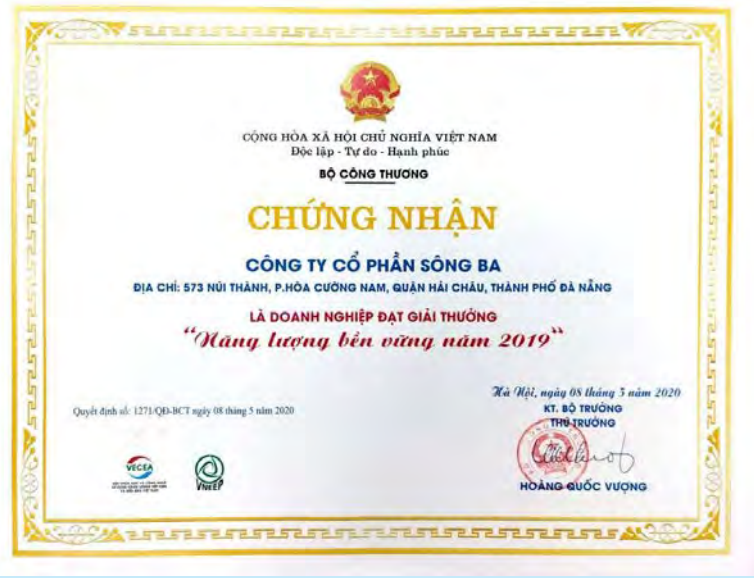 CỘNG HÒA XÃ HỘI CHỦ NGHĨA VIỆT NAM
Độc lập - Tự do - Hạnh phúc
BỘ CÔNG THƯƠNG
CHỨNG NHẬN
CÔNG TY CỔ PHẦN SÔNG BA
ĐỊA CHỈ: 573 NÚI THÀNH, P.HÒA CƯỜNG NAM, QUẬN HẢI CHÂU, THÀNH PHỐ ĐÀ NẴNG
LÀ DOANH NGHIỆP ĐẠT GIẢI THƯỞNG
“Năng lượng bền vững năm 2019“
Hà Nội, ngày 08 tháng 5 năm 2020
Quyết định số: 1271/QĐ-BCT ngày 08 tháng 5 năm 2020
KT. BỘ TRƯỞNG
THỨ TRƯỞNG
HOÀNG QUỐC VƯỢNG
VECEA
VNEEP